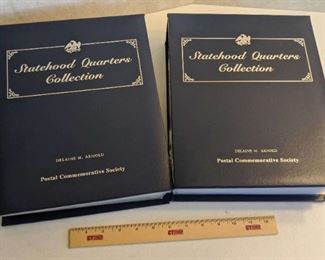 Statehood Quarters
Collection
DELAINE M. ARNOLD
Postal Commemorative Society
Statehood Quarters
Collection
DELAINE M. ARNOLD
Postal Commemorative Society